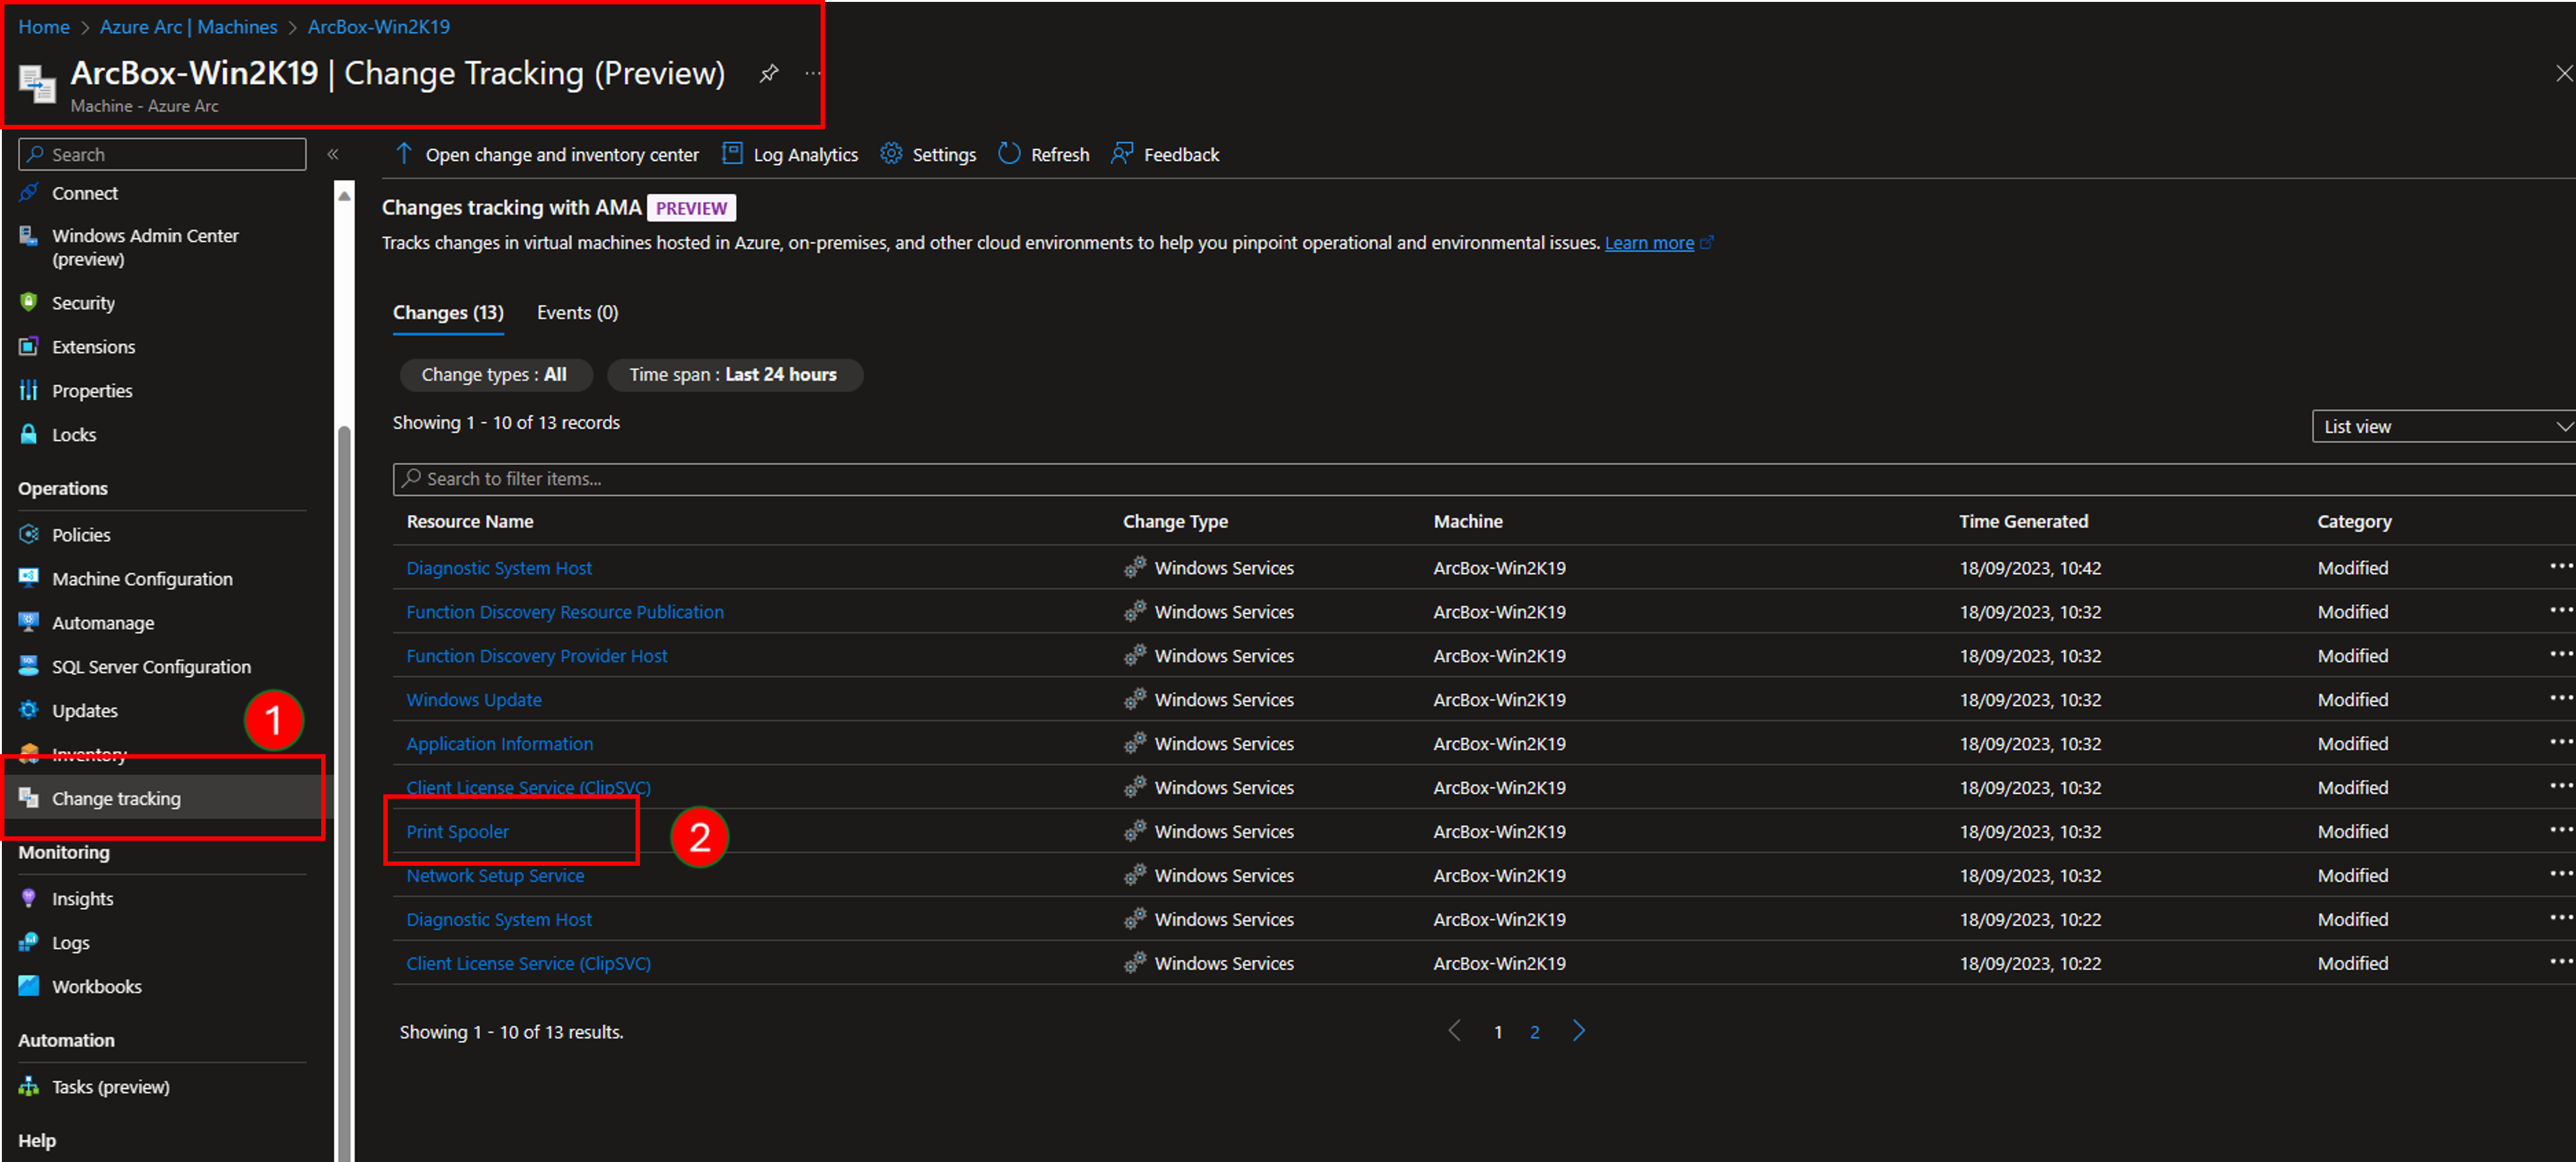 Home > Azure Arc | Machines > ArcBox-Win2K19
ArcBox-Win2K19 | Change Tracking (Preview) ...
Machine - Azure Arc
Search
«
Open change and inventory center
Log Analytics
Settings
Refresh
Feedback
Connect
Windows Admin Center
(preview)
Security
Extensions
Properties
Locks
Operations
Policies
Machine Configuration
Automanage
SQL Server Configuration
Updates
1
Inventory
Change tracking
Monitoring
Insights
Logs
Workbooks
Automation
Tasks (preview)
Help
Changes tracking with AMA PREVIEW
Tracks changes in virtual machines hosted in Azure, on-premises, and other cloud environments to help you pinpoint operational and environmental issues. Learn more
Changes (13) Events (0)
Change types : All Time span : Last 24 hours
Showing 1 - 10 of 13 records
List view
Search to filter items...
Resource Name Change Type Machine Time Generated Category
Diagnostic System Host Windows Services ArcBox-Win2K19 18/09/2023, 10:42 Modified ...
Function Discovery Resource Publication Windows Services ArcBox-Win2K19 18/09/2023, 10:32 Modified ...
Function Discovery Provider Host Windows Services ArcBox-Win2K19 18/09/2023, 10:32 Modified ...
Windows Update Windows Services ArcBox-Win2K19 18/09/2023, 10:32 Modified ...
Application Information Windows Services ArcBox-Win2K19 18/09/2023, 10:32 Modified ...
Client License Service (ClipSVC) Windows Services ArcBox-Win2K19 18/09/2023, 10:32 Modified ...
Print Spooler 2 Windows Services ArcBox-Win2K19 18/09/2023, 10:32 Modified ...
Network Setup Service Windows Services ArcBox-Win2K19 18/09/2023, 10:32 Modified ...
Diagnostic System Host Windows Services ArcBox-Win2K19 18/09/2023, 10:22 Modified ...
Client License Service (ClipSVC) Windows Services ArcBox-Win2K19 18/09/2023, 10:22 Modified ...
Showing 1 - 10 of 13 results.
< 1 2 >